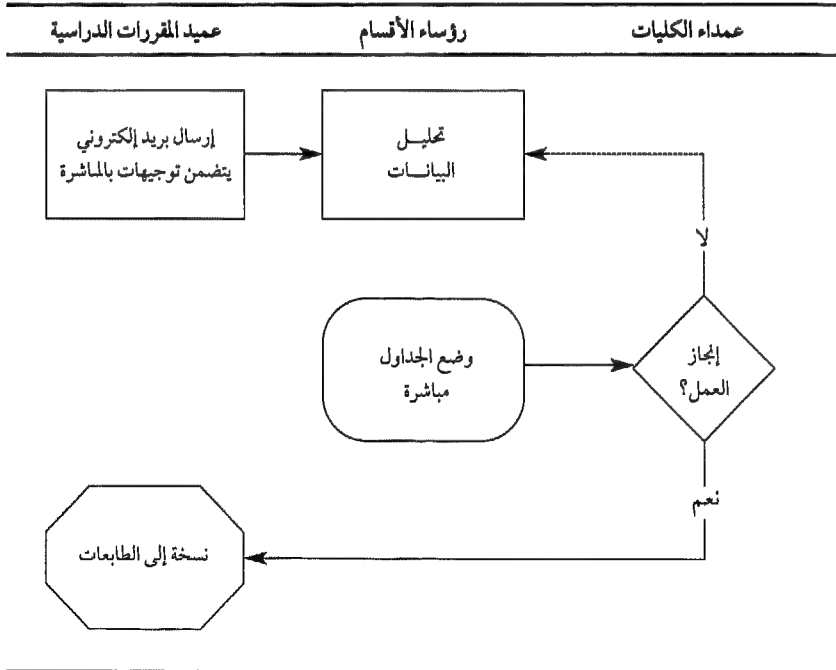 عمداء الكليات
رؤساء الأقسام
عميد المقررات الدراسية
إرسال بريد إلكتروني
يتضمن توجيهات بالمباشرة
تحليل
البيانات
لا
وضع الجداول
مباشرة
إنجاز
العمل؟
نعم
نسخة إلى الطابعات